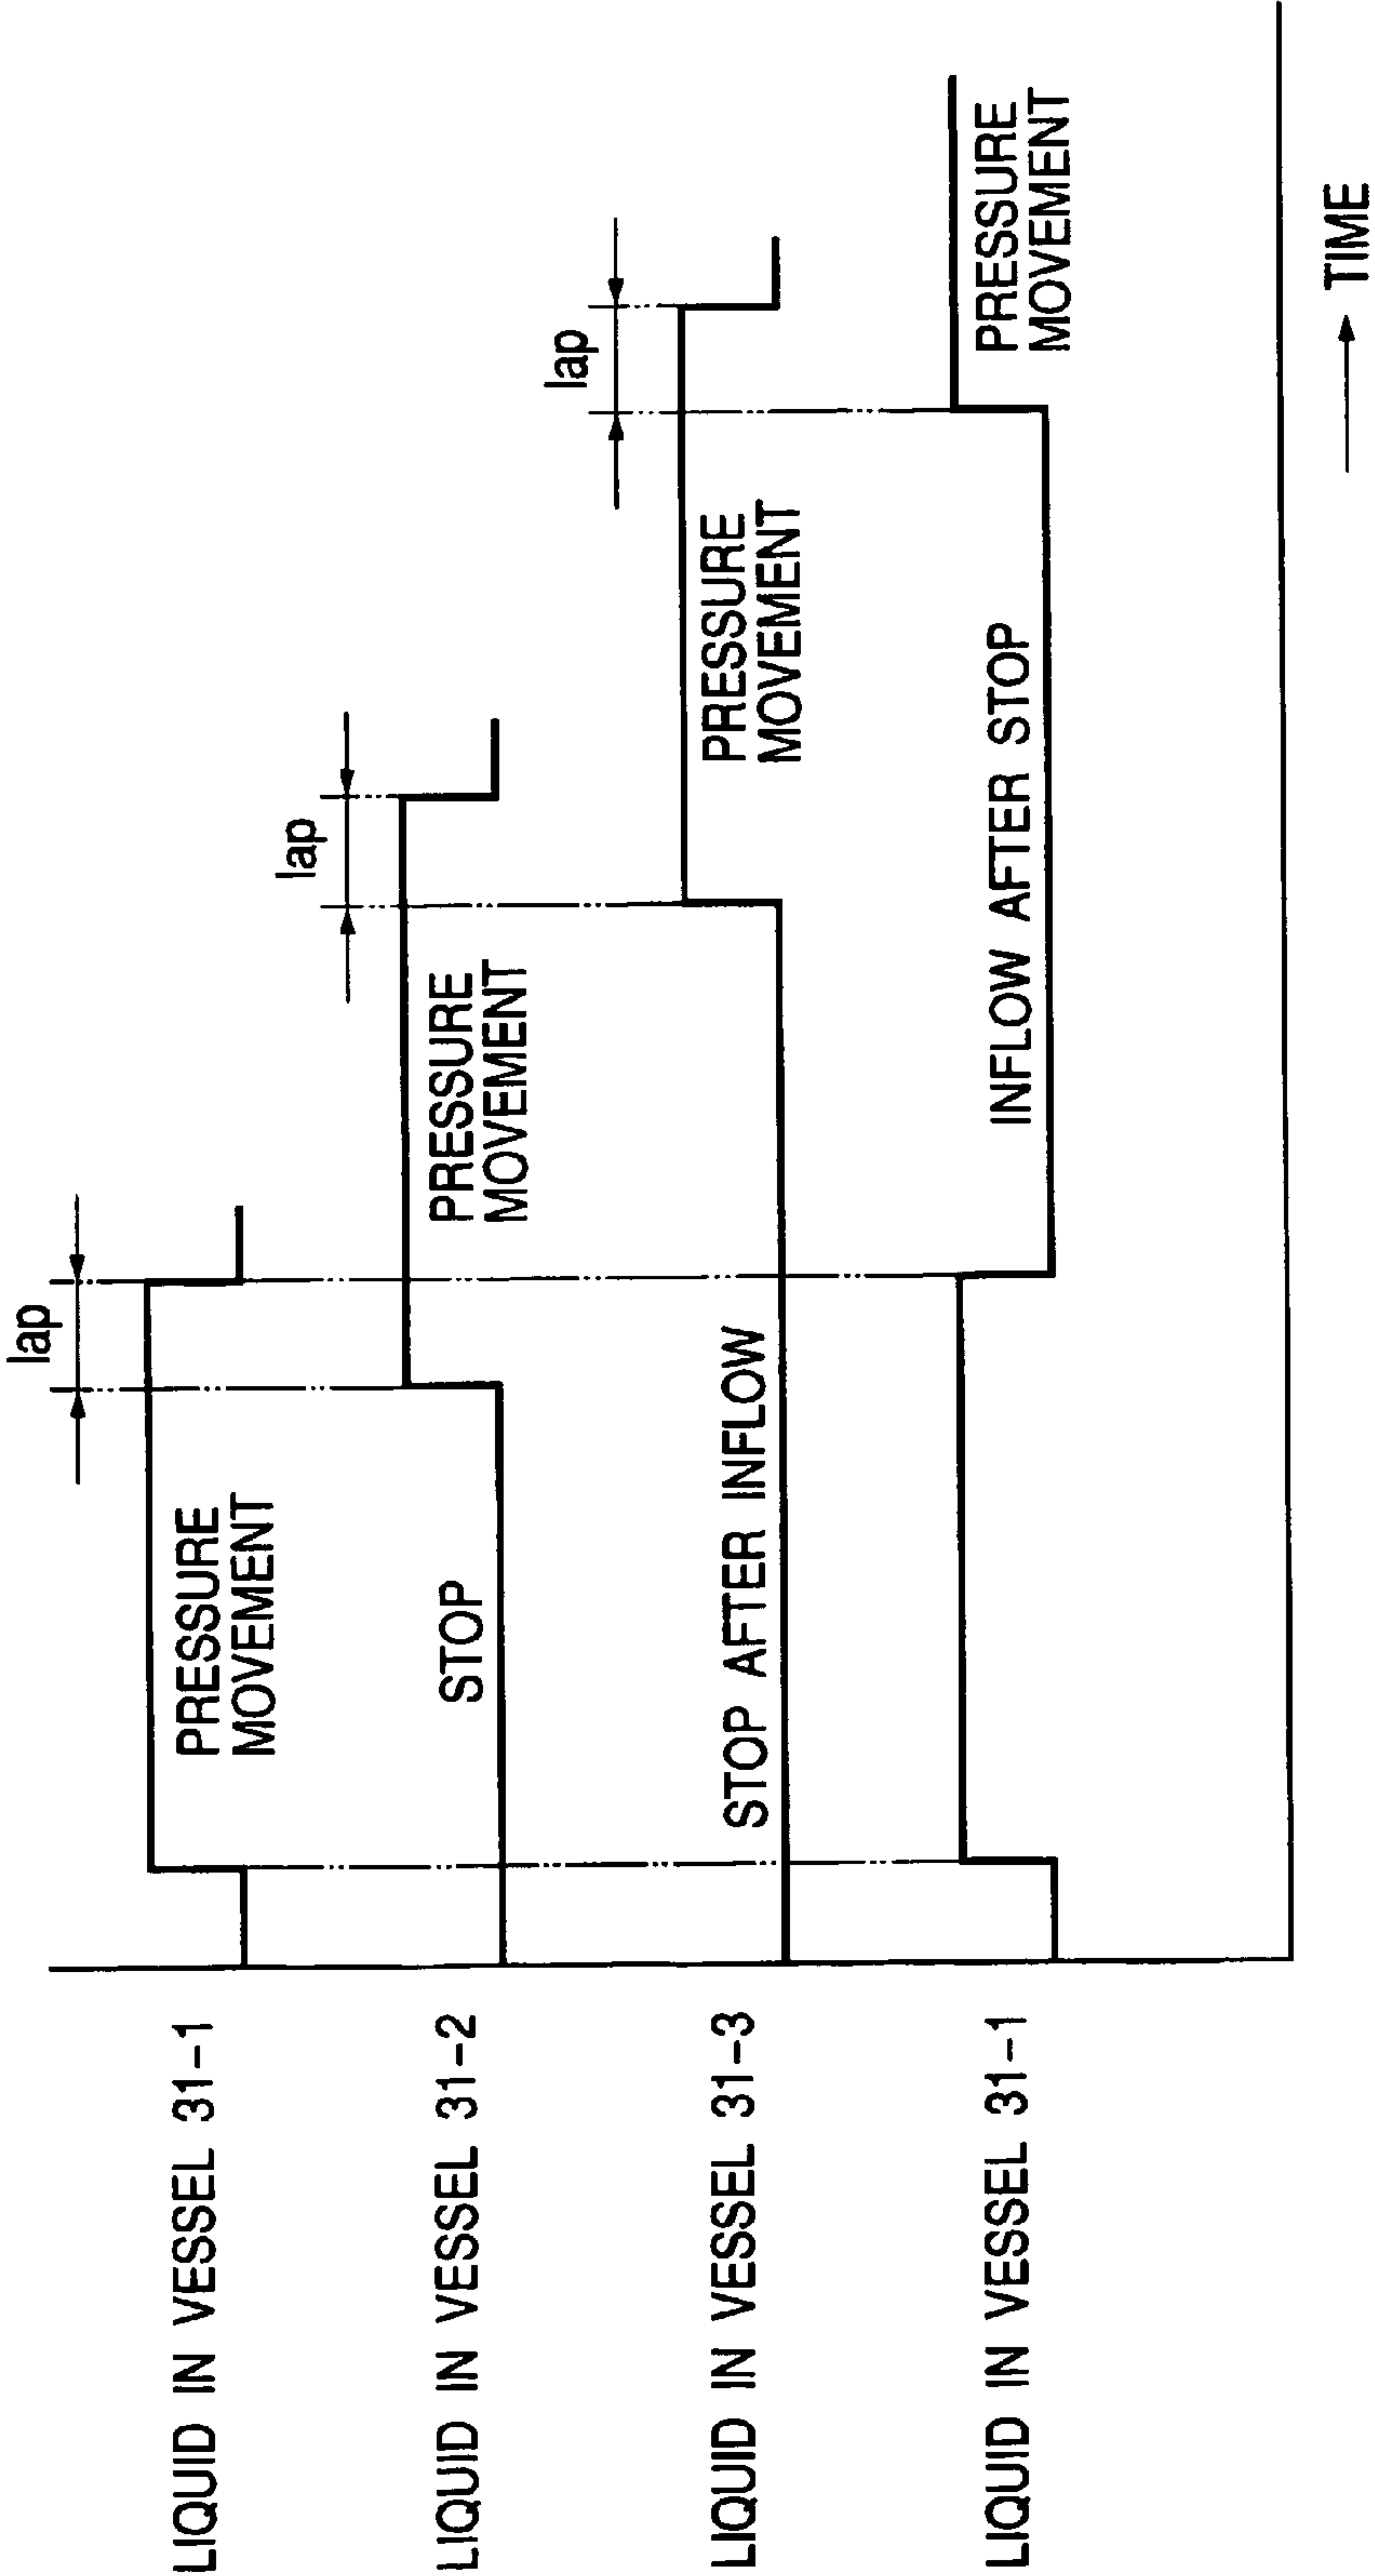 lap
LIQUID IN VESSEL 31-1
PRESSURE
MOVEMENT
lap
LIQUID IN VESSEL 31-2
STOP
PRESSURE
MOVEMENT
lap
LIQUID IN VESSEL 31-3
STOP AFTER INFLOW
PRESSURE
MOVEMENT
LIQUID IN VESSEL 31-1
INFLOW AFTER STOP
PRESSURE
MOVEMENT
TIME